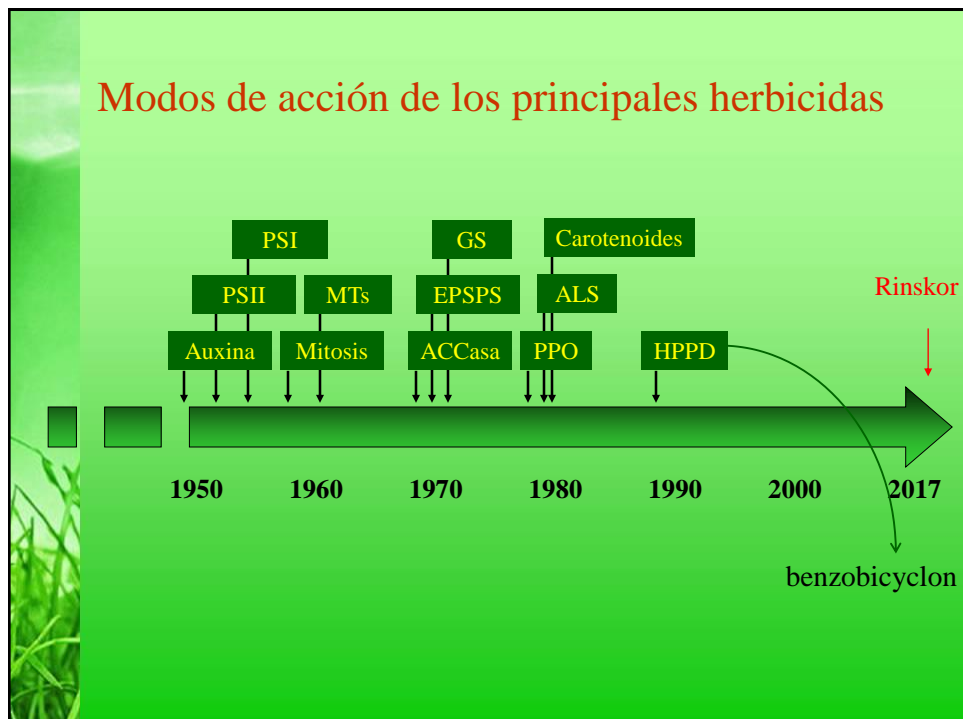 Modos de acción de los principales herbicidas
PSI
GS
Carotenoides
PSII
MTs
EPSPS
ALS
Rinskor
Auxina
Mitosis
ACCasa
PPO
HPPD
1950
1960
1970
1980
1990
2000
2017
benzobicyclon